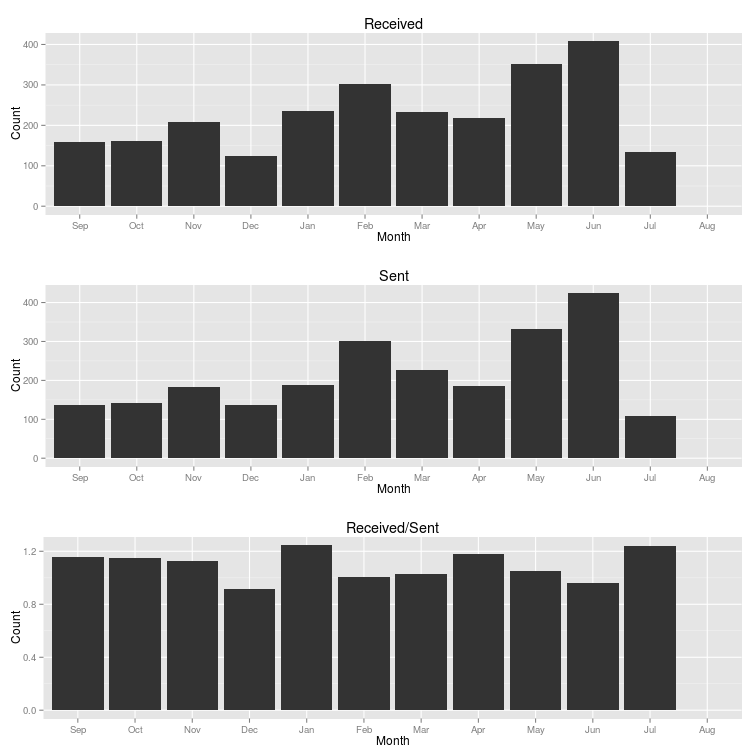 Received
400
300
200
100
0
Count
Sep Oct Nov Dec Jan Feb Mar Apr May Jun Jul Aug
Month
Sent
400
300
200
100
0
Count
Sep Oct Nov Dec Jan Feb Mar Apr May Jun Jul Aug
Month
Received/Sent
1.2
0.8
0.4
0.0
Count
Sep Oct Nov Dec Jan Feb Mar Apr May Jun Jul Aug
Month